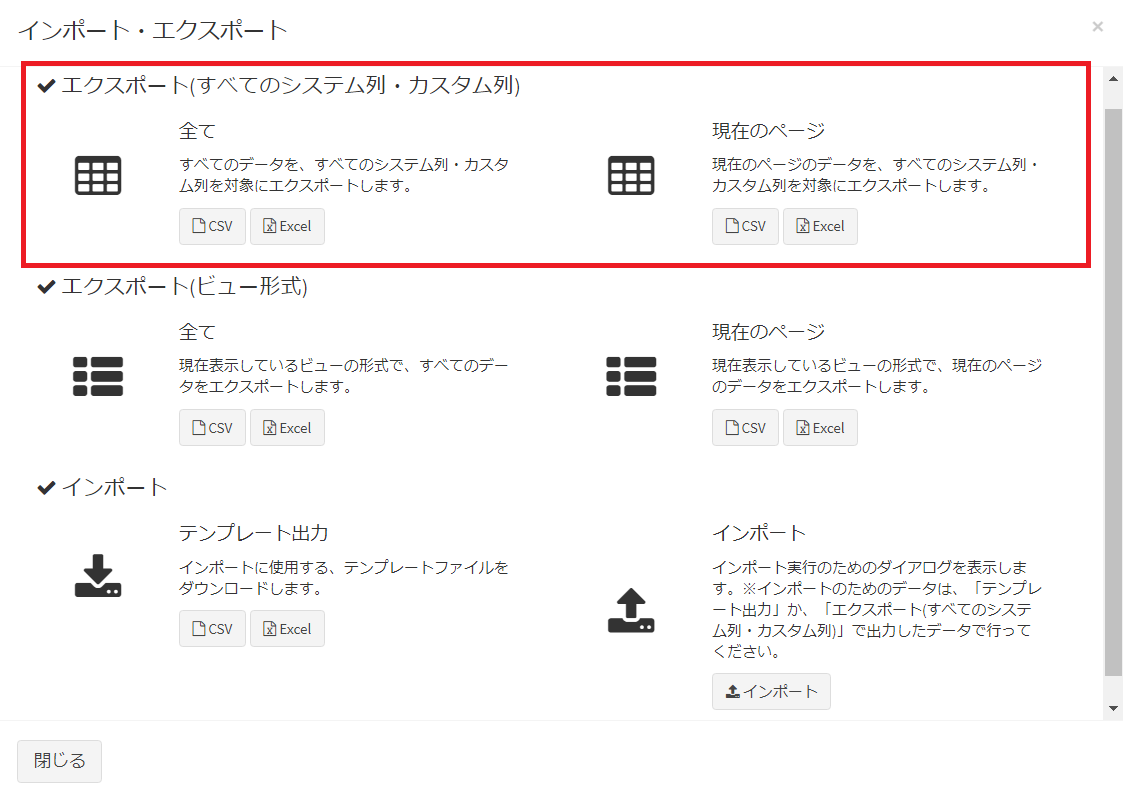 インポート・エクスポート
×
エクスポート(すべてのシステム列・カスタム列)
全て
すべてのデータを、すべてのシステム列・カスタ
ム列を対象にエクスポートします。
CSV Excel
現在のページ
現在のページのデータを、すべてのシステム列・
カスタム列を対象にエクスポートします。
CSV Excel
エクスポート(ビュー形式)
全て
現在表示しているビューの形式で、すべてのデー
タをエクスポートします。
CSV Excel
現在のページ
現在表示しているビューの形式で、現在のページ
のデータをエクスポートします。
CSV Excel
インポート
テンプレート出力
インポートに使用する、テンプレートファイルを
ダウンロードします。
CSV Excel
インポート
インポート実行のためのダイアログを表示しま
す。※インポートのためのデータは、「テンプレ
ート出力」か、「エクスポート(すべてのシステ
ム列・カスタム列)」で出力したデータで行って
ください。
インポート
閉じる